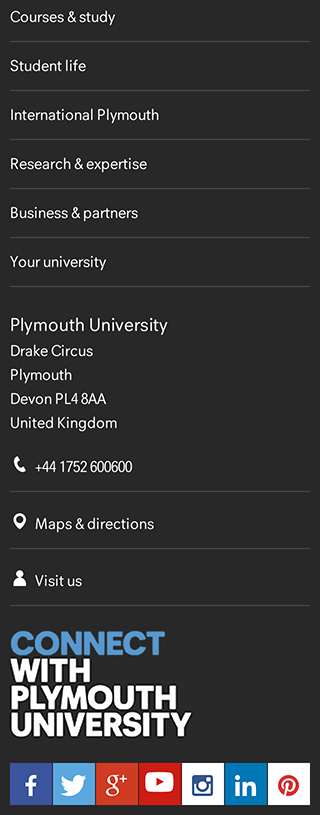 Courses & study
Student life
International Plymouth
Research & expertise
Business & partners
Your university
Plymouth University
Drake Circus
Plymouth
Devon PL4 8AA
United Kingdom
+44 1752 600600
Maps & directions
Visit us
CONNECT
WITH
PLYMOUTH
UNIVERSITY
f g+ in